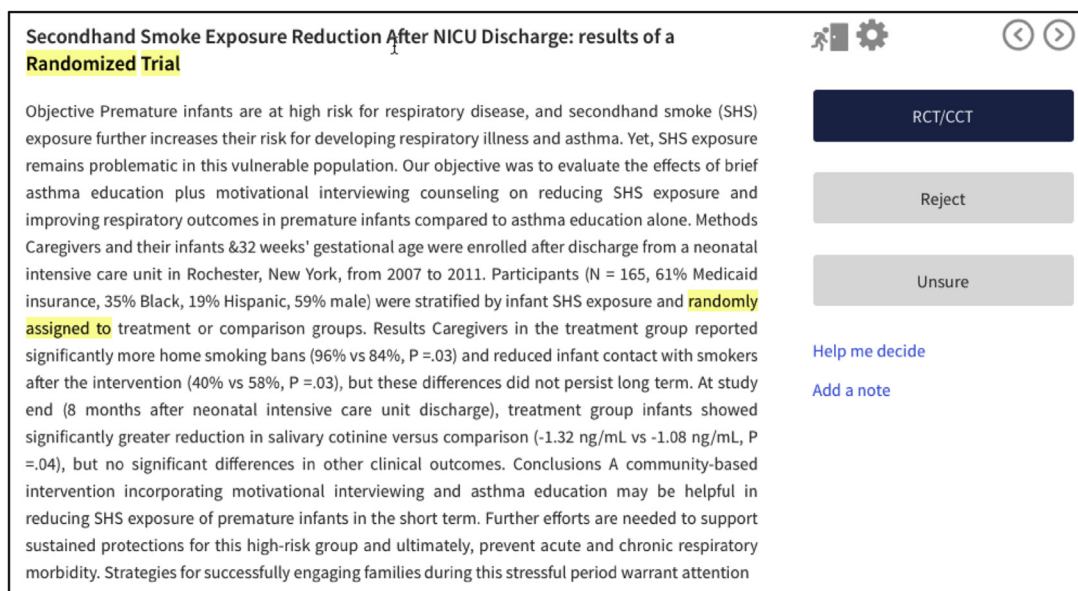 Secondhand Smoke Exposure Reduction After NICU Discharge: results of a
Randomized Trial
Objective Premature infants are at high risk for respiratory disease, and secondhand smoke (SHS)
exposure further increases their risk for developing respiratory illness and asthma. Yet, SHS exposure
remains problematic in this vulnerable population. Our objective was to evaluate the effects of brief
asthma education plus motivational interviewing counseling on reducing SHS exposure and
improving respiratory outcomes in premature infants compared to asthma education alone. Methods
Caregivers and their infants &32 weeks' gestational age were enrolled after discharge from a neonatal
intensive care unit in Rochester, New York, from 2007 to 2011. Participants (N = 165, 61% Medicaid
insurance, 35% Black, 19% Hispanic, 59% male) were stratified by infant SHS exposure and randomly
assigned to treatment or comparison groups. Results Caregivers in the treatment group reported
significantly more home smoking bans (96% vs 84%, P =.03) and reduced infant contact with smokers
after the intervention (40% vs 58%, P =.03), but these differences did not persist long term. At study
end (8 months after neonatal intensive care unit discharge), treatment group infants showed
significantly greater reduction in salivary cotinine versus comparison (-1.32 ng/mL vs -1.08 ng/mL, P
=.04), but no significant differences in other clinical outcomes. Conclusions A community-based
intervention incorporating motivational interviewing and asthma education may be helpful in
reducing SHS exposure of premature infants in the short term. Further efforts are needed to support
sustained protections for this high-risk group and ultimately, prevent acute and chronic respiratory
morbidity. Strategies for successfully engaging families during this stressful period warrant attention
RCT/CCT
Reject
Unsure
Help me decide
Add a note